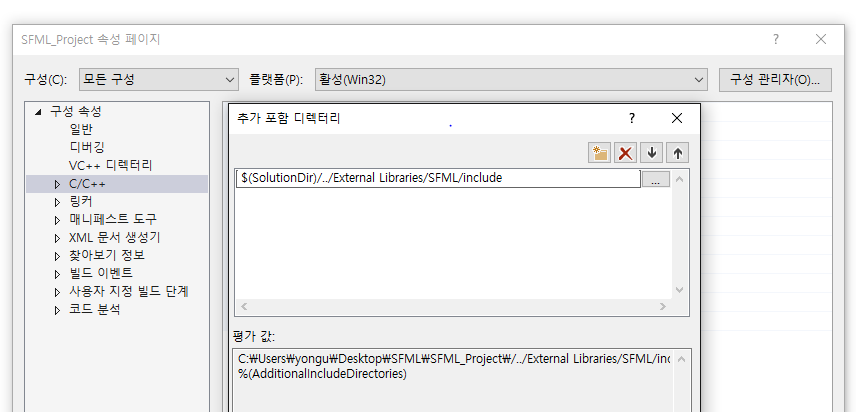 SFML_Project 속성 페이지
구성(C): 모든 구성 플랫폼(P): 활성(Win32) 구성 관리자(O)...
구성 속성
일반
디버깅
VC++ 디렉터리
C/C++
링커
매니페스트 도구
XML 문서 생성기
찾아보기 정보
빌드 이벤트
사용자 지정 빌드 단계
코드 분석
추가 포함 디렉터리
$(SolutionDir)/../External Libraries/SFML/include
...
평가 값:
C:₩Users₩yongu₩Desktop₩SFML₩SFML_Project₩/../External Libraries/SFML/inc
%(AdditionalIncludeDirectories)